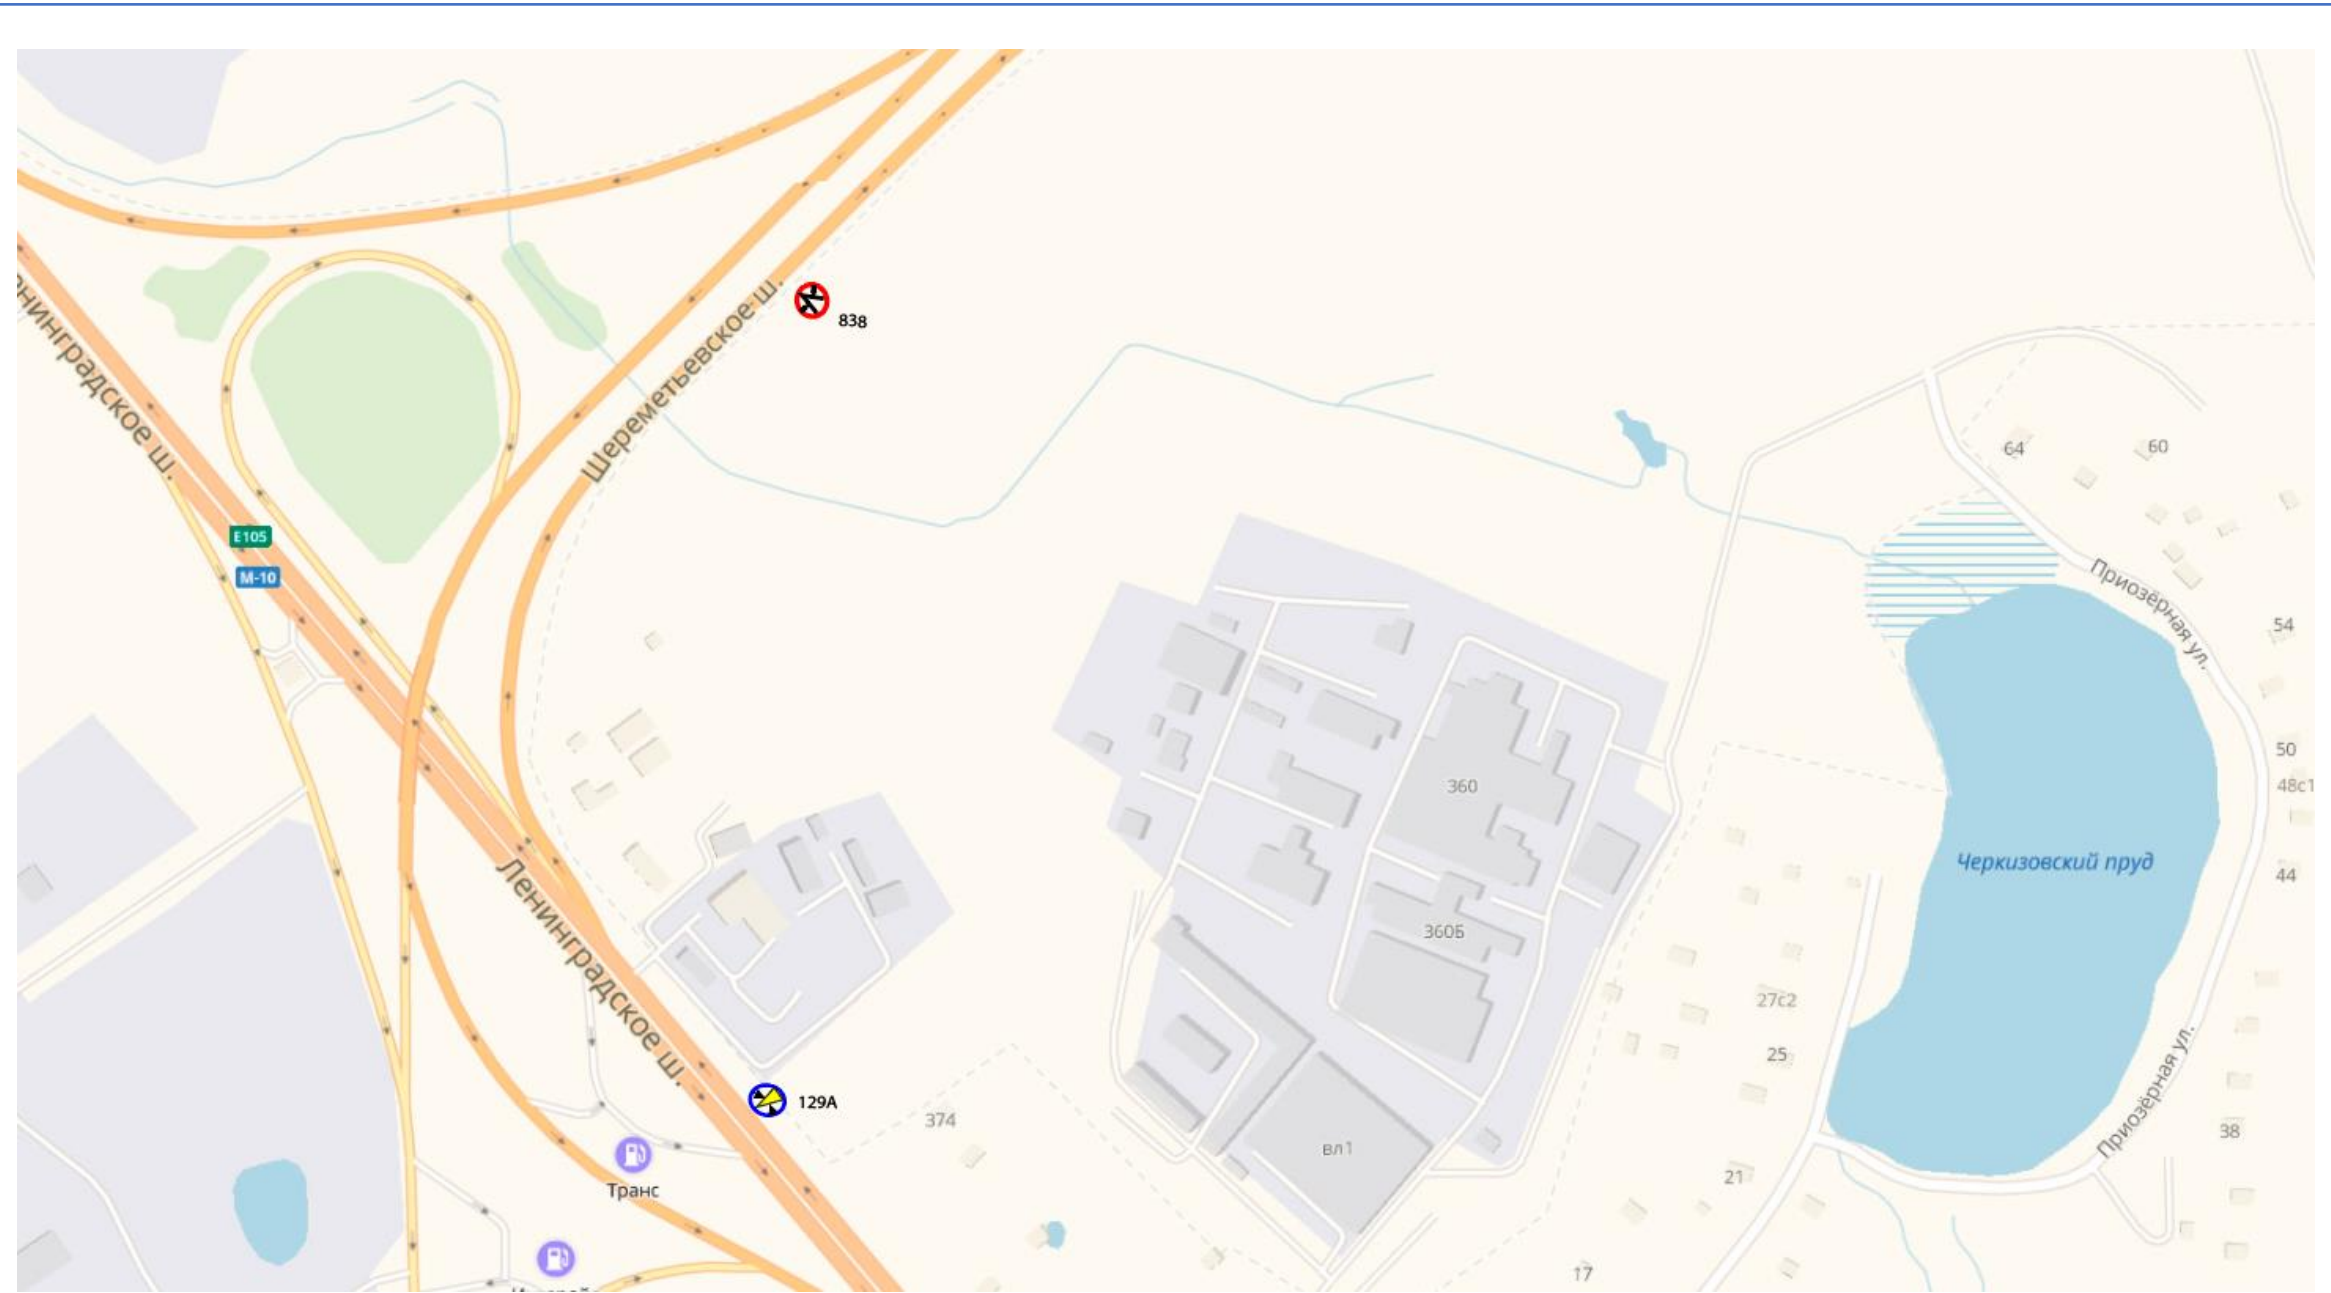 Шереметьевское ш.
838
Ленинградское ш.
E105
М-10
64
60
Приозёрная ул.
54
50
48с1
44
360
360Б
Черкизовский пруд
Ленинградское ш.
27с2
25
129А
374
вл1
Приозёрная ул.
38
21
Транс
17